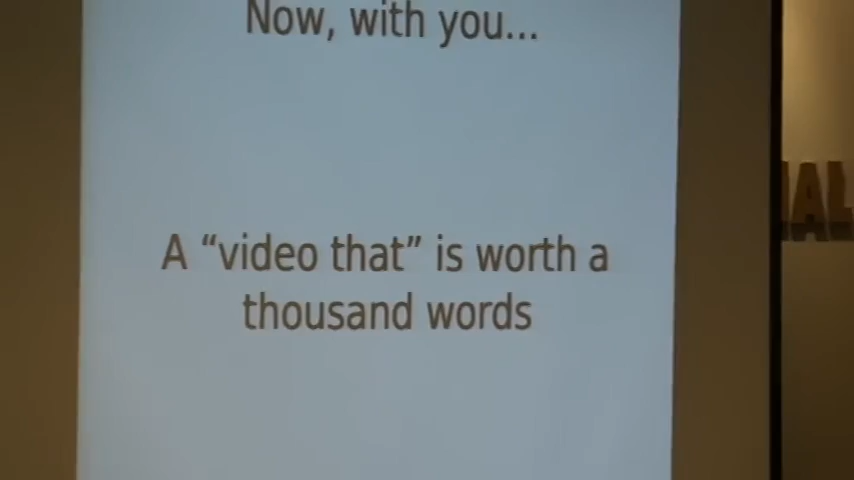 Now, with you...
A “video that” is worth a
thousand words